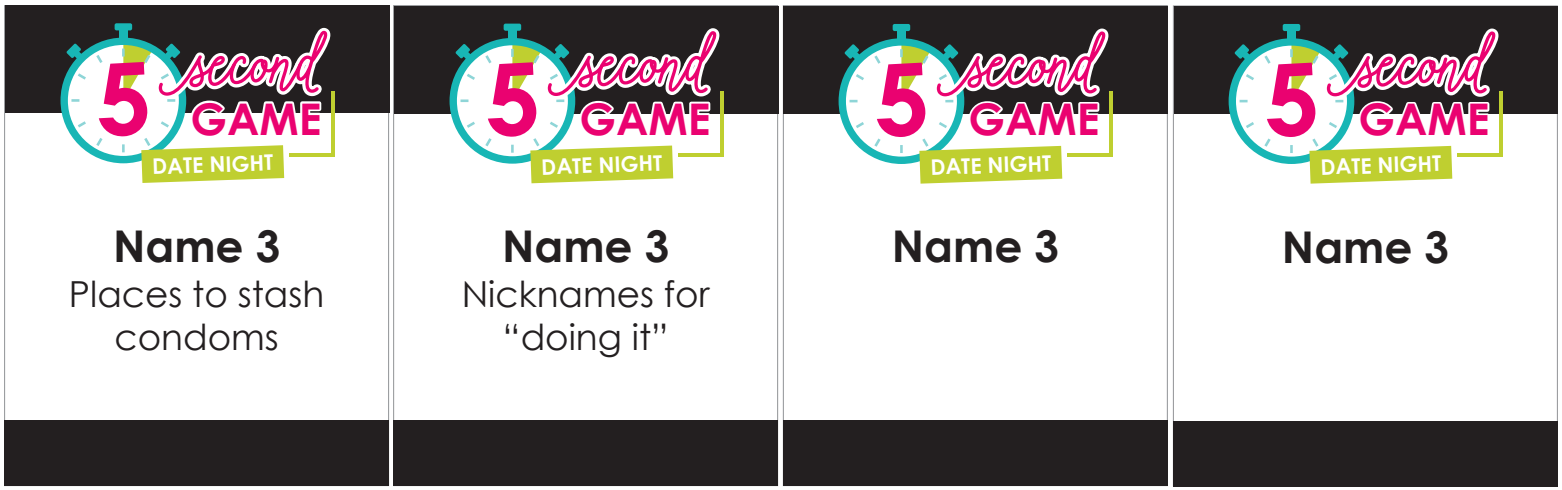 5 second
GAME
DATE NIGHT
Name 3
Places to stash
condoms
5 second
GAME
DATE NIGHT
Name 3
Nicknames for
“doing it”
5 second
GAME
DATE NIGHT
Name 3
5 second
GAME
DATE NIGHT
Name 3